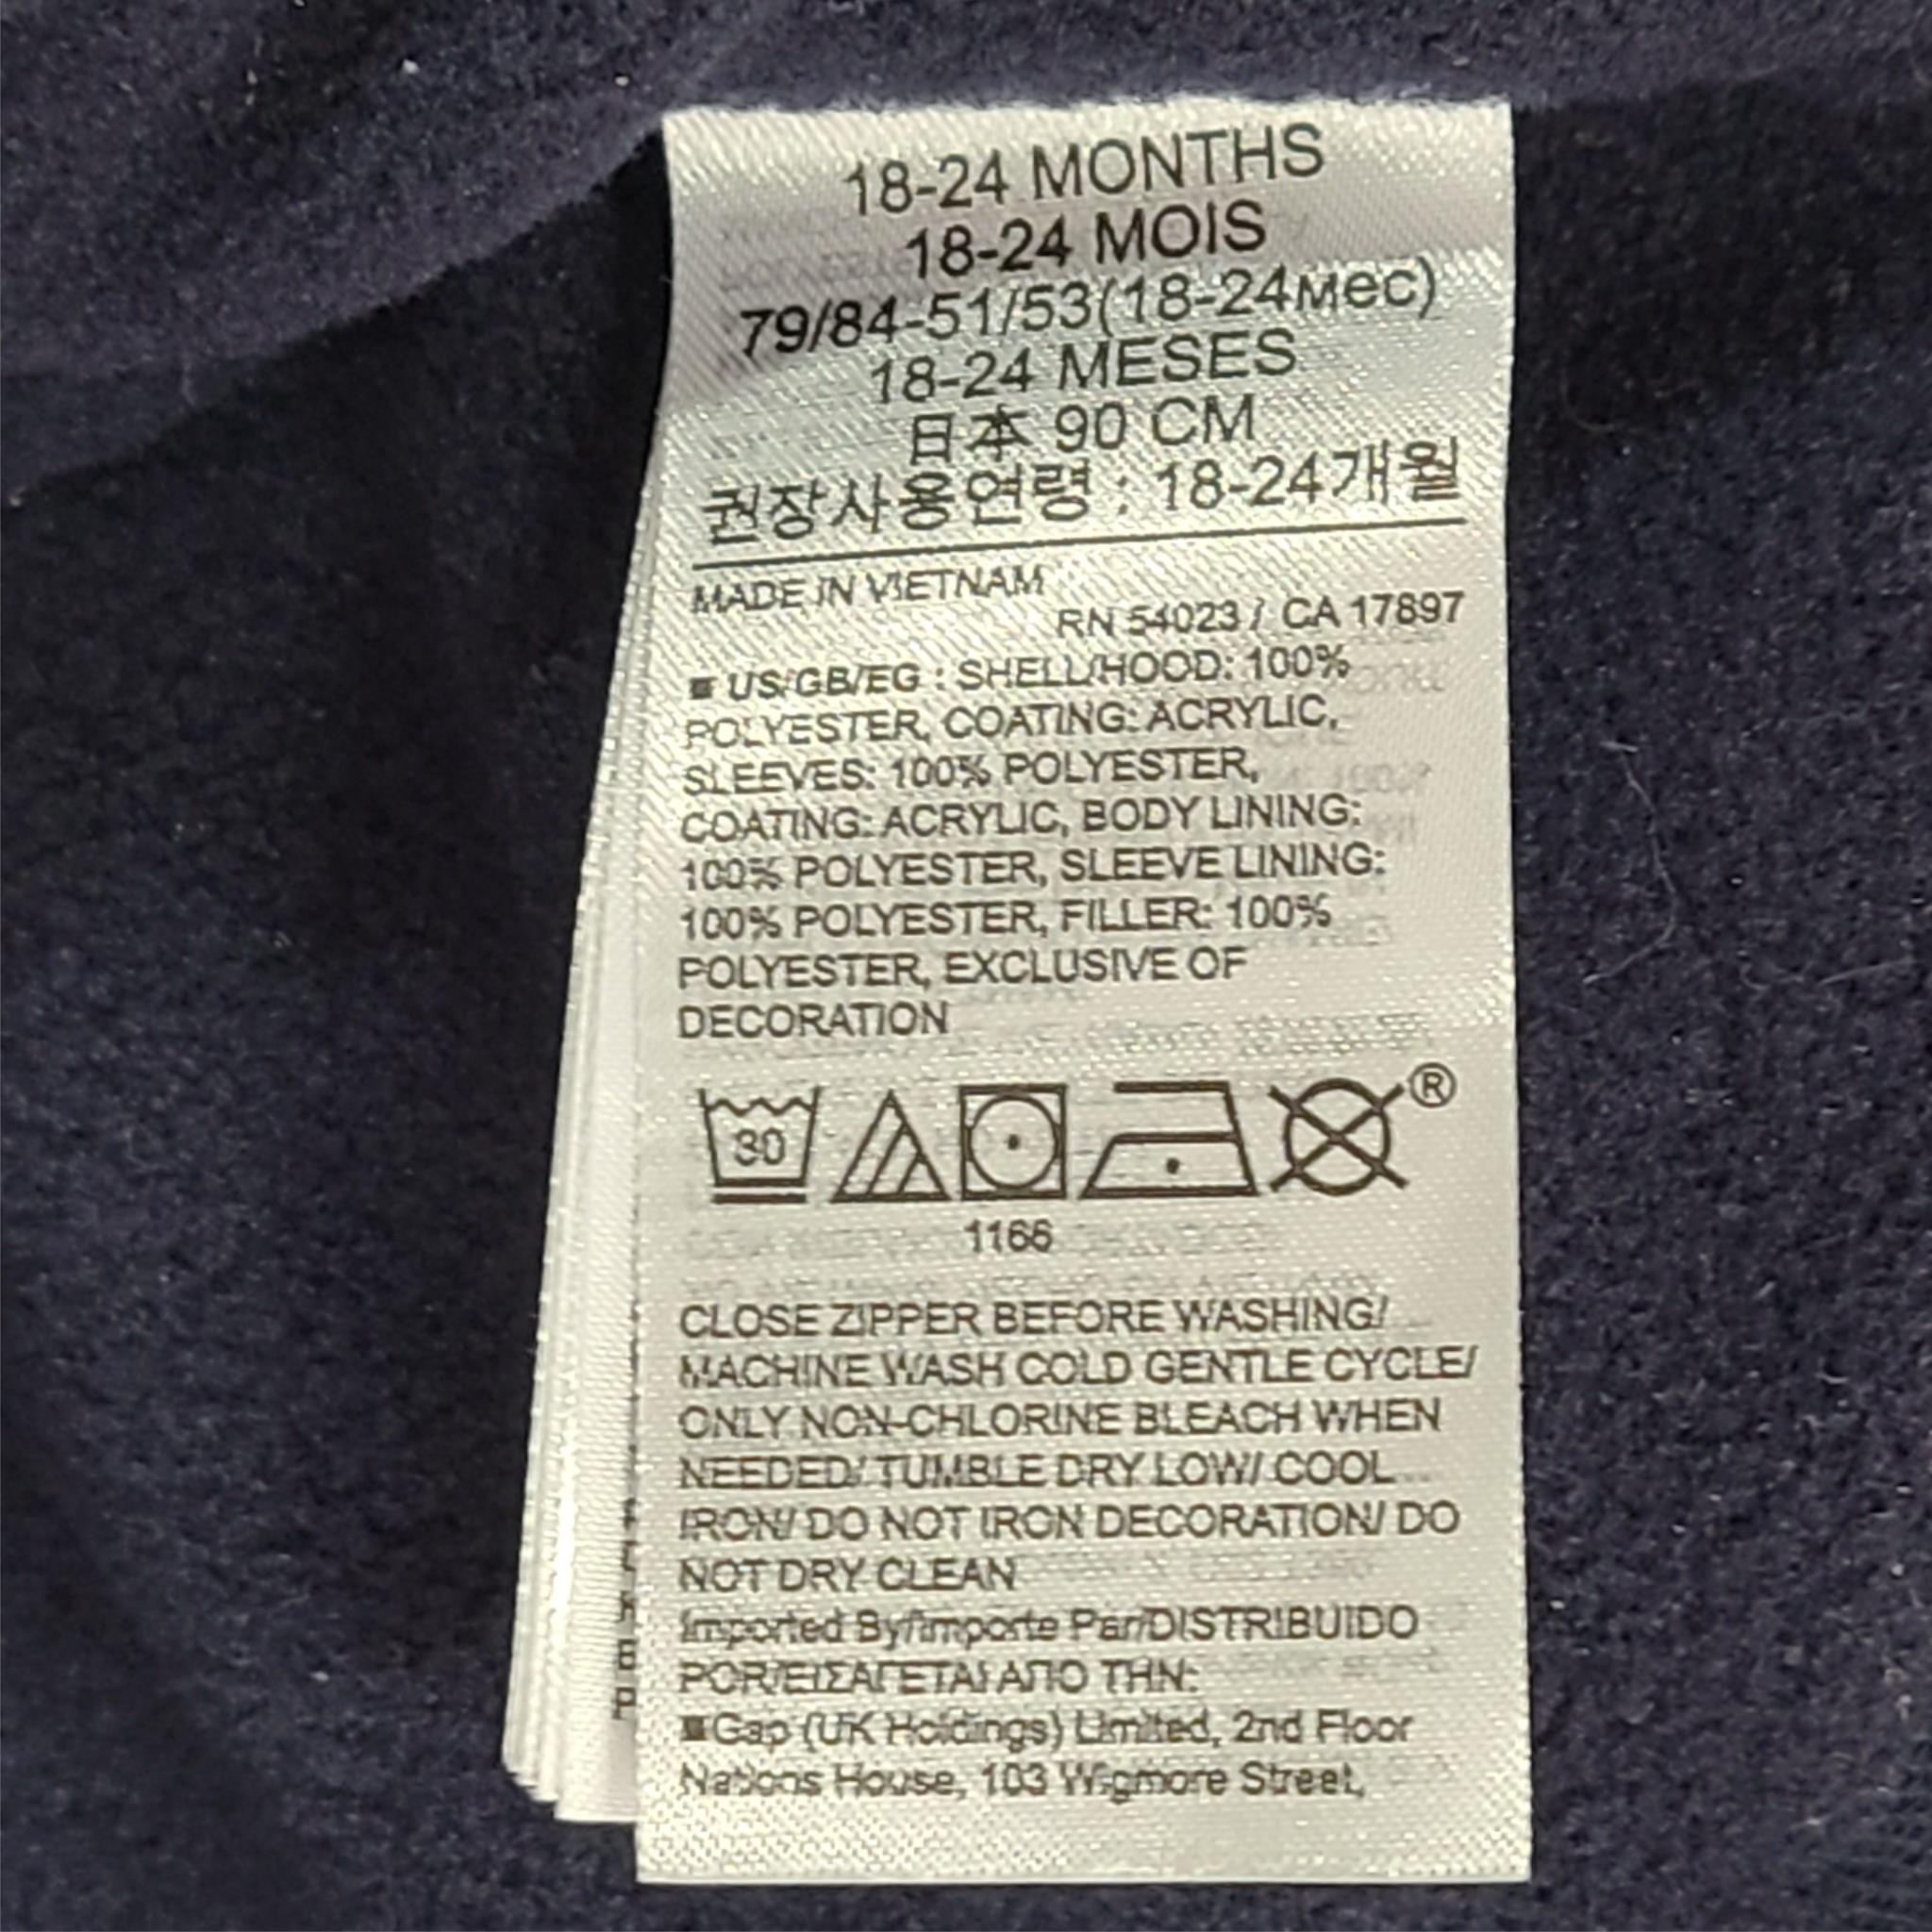 18-24 MONTHS
18-24 MOIS
79/84-51/53(18-24мес)
18-24 MESES
日本 90 CM
권장사용연령 : 18-24개월
MADE IN VIETNAM
RN 54023 / CA 17897
■ US/GB/EG : SHELL/HOOD: 100%
POLYESTER, COATING: ACRYLIC,
SLEEVES: 100% POLYESTER,
COATING: ACRYLIC, BODY LINING:
100% POLYESTER, SLEEVE LINING:
100% POLYESTER, FILLER: 100%
POLYESTER, EXCLUSIVE OF
DECORATION
30
®
1166
CLOSE ZIPPER BEFORE WASHING/
MACHINE WASH COLD GENTLE CYCLE/
ONLY NON-CHLORINE BLEACH WHEN
NEEDED/ TUMBLE DRY LOW/ COOL
IRON/ DO NOT IRON DECORATION/ DO
NOT DRY CLEAN
Imported By/Importe Par/DISTRIBUIDO
POR/ΕΙΣΑΓΕΤΑΙ ΑΠΟ ΤΗΝ:
■Gap (UK Holdings) Limited, 2nd Floor
Nations House, 103 Wigmore Street,